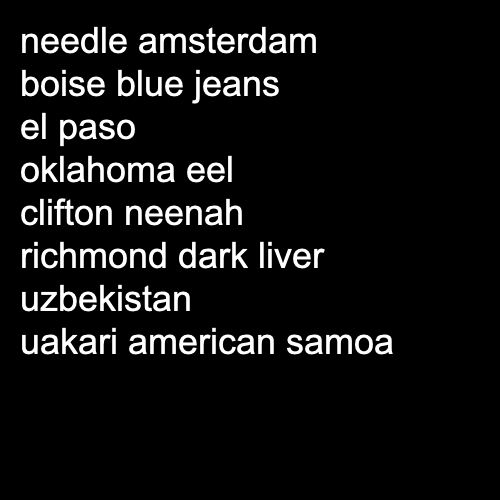 needle amsterdam
boise blue jeans
el paso
oklahoma eel
clifton neenah
richmond dark liver
uzbekistan
uakari american samoa